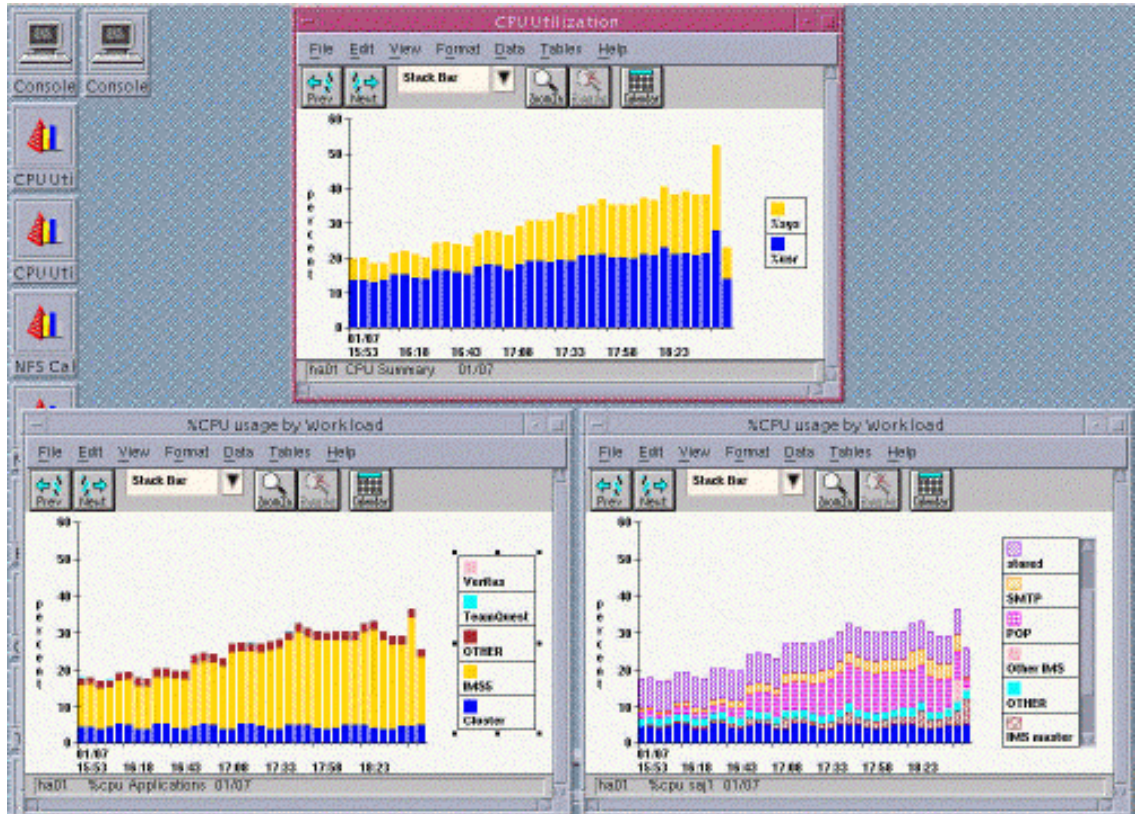 Console Console
CPU Uti
CPU Uti
NFS Cal
CPU Utilization
File Edit View Format Data Tables Help
Prev Next Stack Bar Zoom In Calendar
60
50
40
30
20
10
0
percent
%sys
%usr
01/07
15:53 16:18 16:43 17:08 17:33 17:58 18:23
ha01 CPU Summary 01/07
%CPU usage by Workload
File Edit View Format Data Tables Help
Prev Next Stack Bar Zoom In Calendar
60
50
40
30
20
10
0
percent
Veritas
TeamQuest
OTHER
IMS5
Cluster
01/07
15:53 16:18 16:43 17:08 17:33 17:58 18:23
ha01 %cpu Applications 01/07
%CPU usage by Workload
File Edit View Format Data Tables Help
Prev Next Stack Bar Zoom In Calendar
60
50
40
30
20
10
0
percent
stored
SMTP
POP
Other IMS
OTHER
IMS master
01/07
15:53 16:18 16:43 17:08 17:33 17:58 18:23
ha01 %cpu saj1 01/07